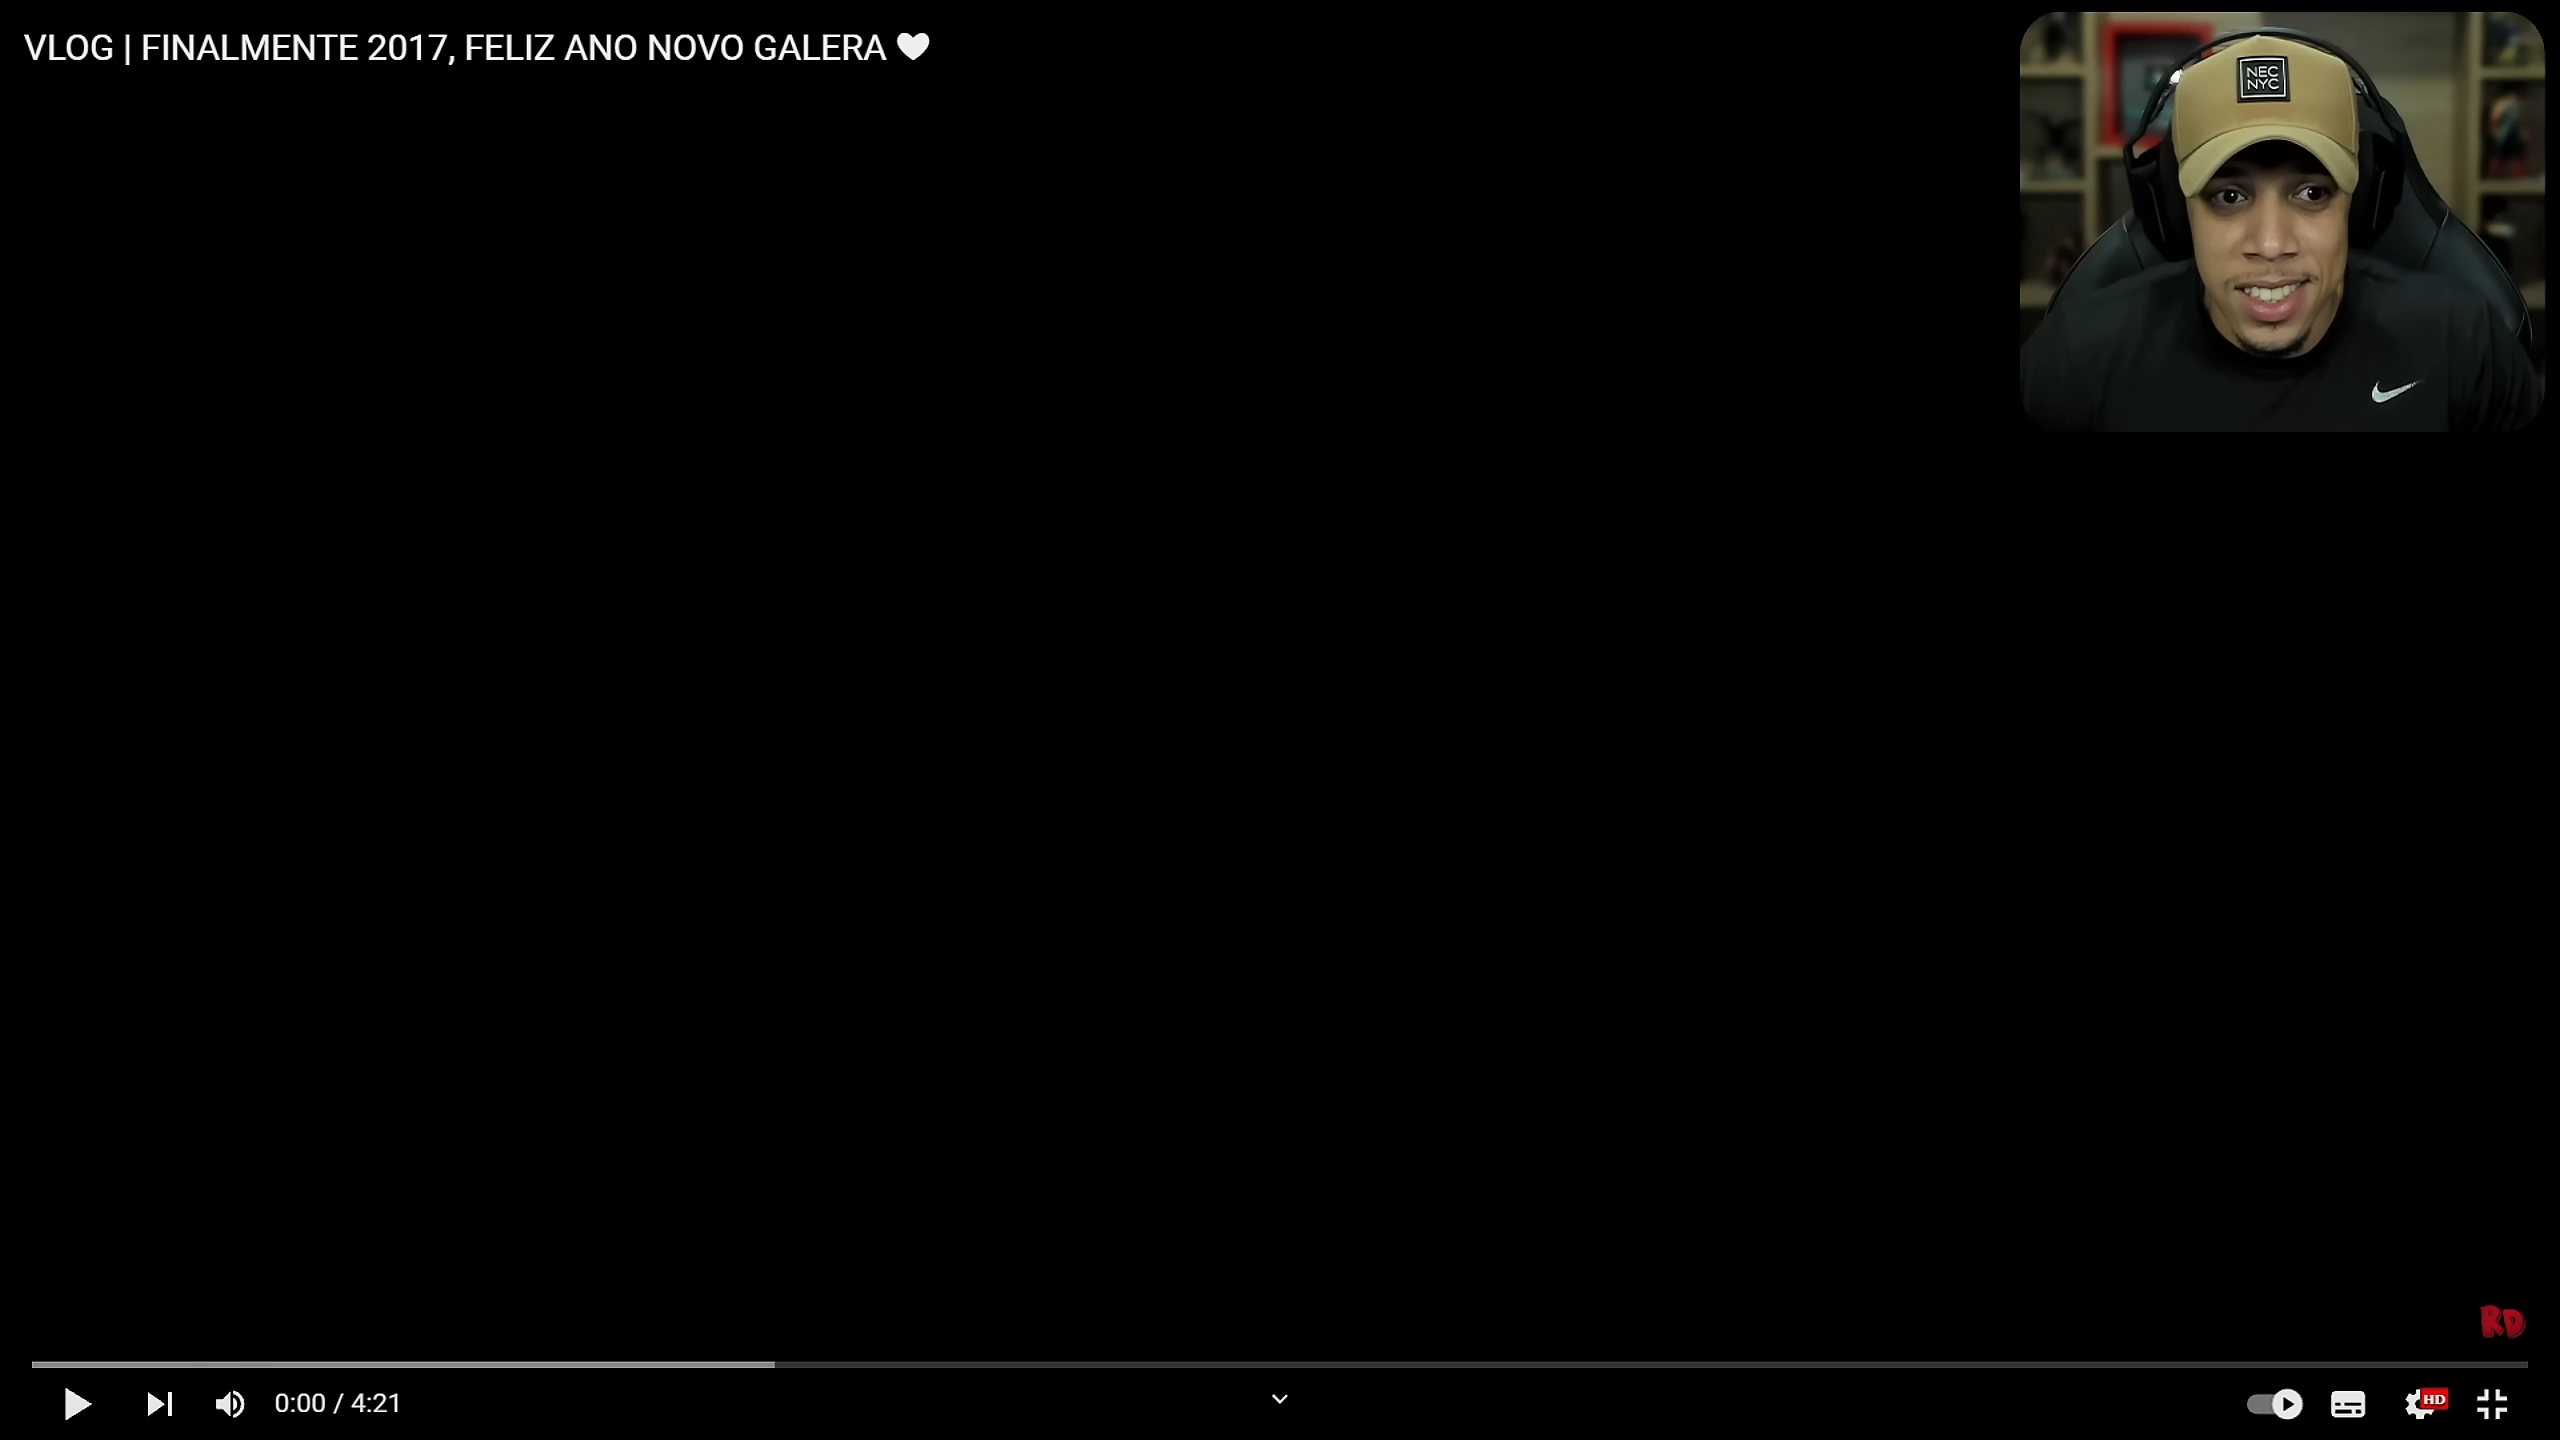 VLOG | FINALMENTE 2017, FELIZ ANO NOVO GALERA 🤍
NEC
NYC
RD
0:00 / 4:21
HD